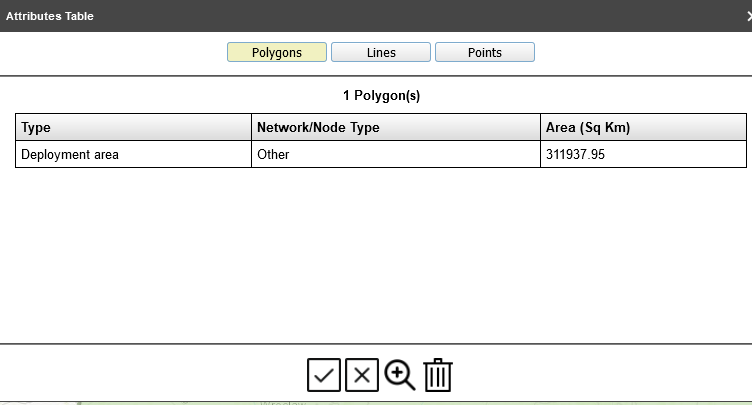 Attributes Table
Polygons Lines Points
1 Polygon(s)
Type Network/Node Type Area (Sq Km)
Deployment area Other 311937.95